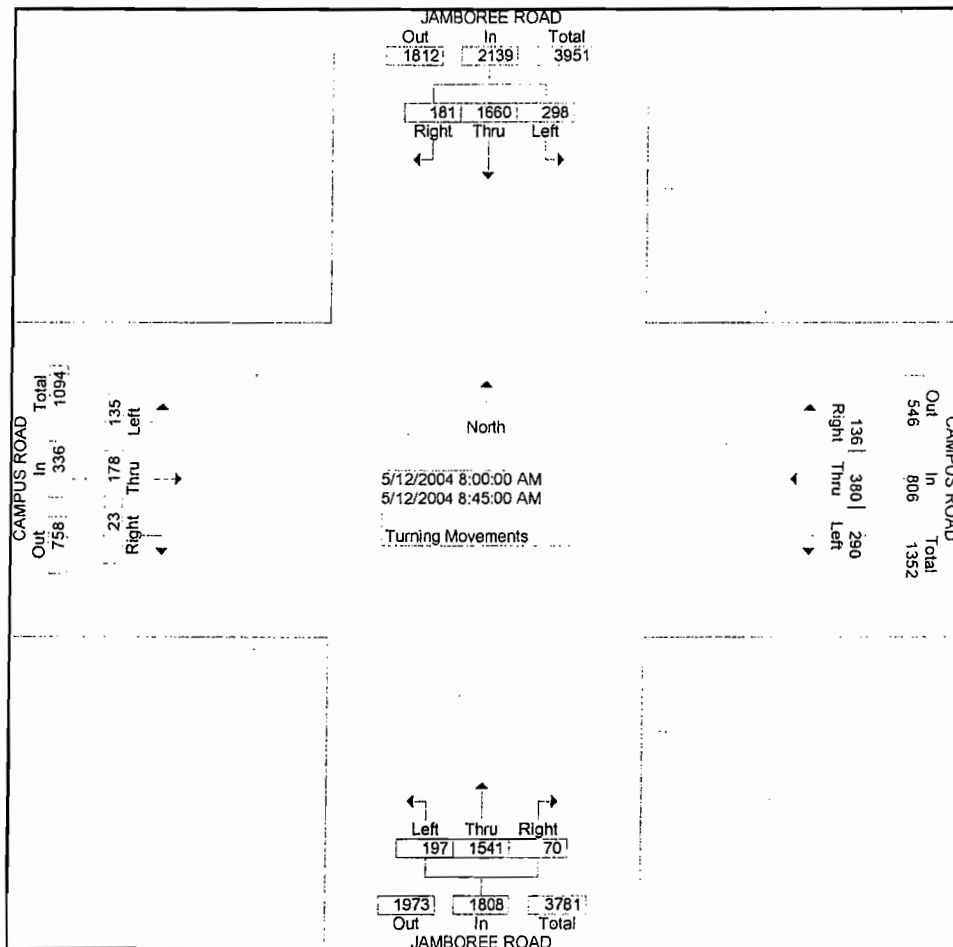 JAMBOREE ROAD
Out In Total
1812 2139 3951
181 1660 298
Right Thru Left
CAMPUS ROAD
Out In Total
758 336 1094
23 178 135
Right Thru Left
North
5/12/2004 8:00:00 AM
5/12/2004 8:45:00 AM
Turning Movements
Right Thru Left
136 380 290
Out In Total
546 806 1352
CAMPUS ROAD
Left Thru Right
197 1541 70
1973 1808 3781
Out In Total
JAMBOREE ROAD